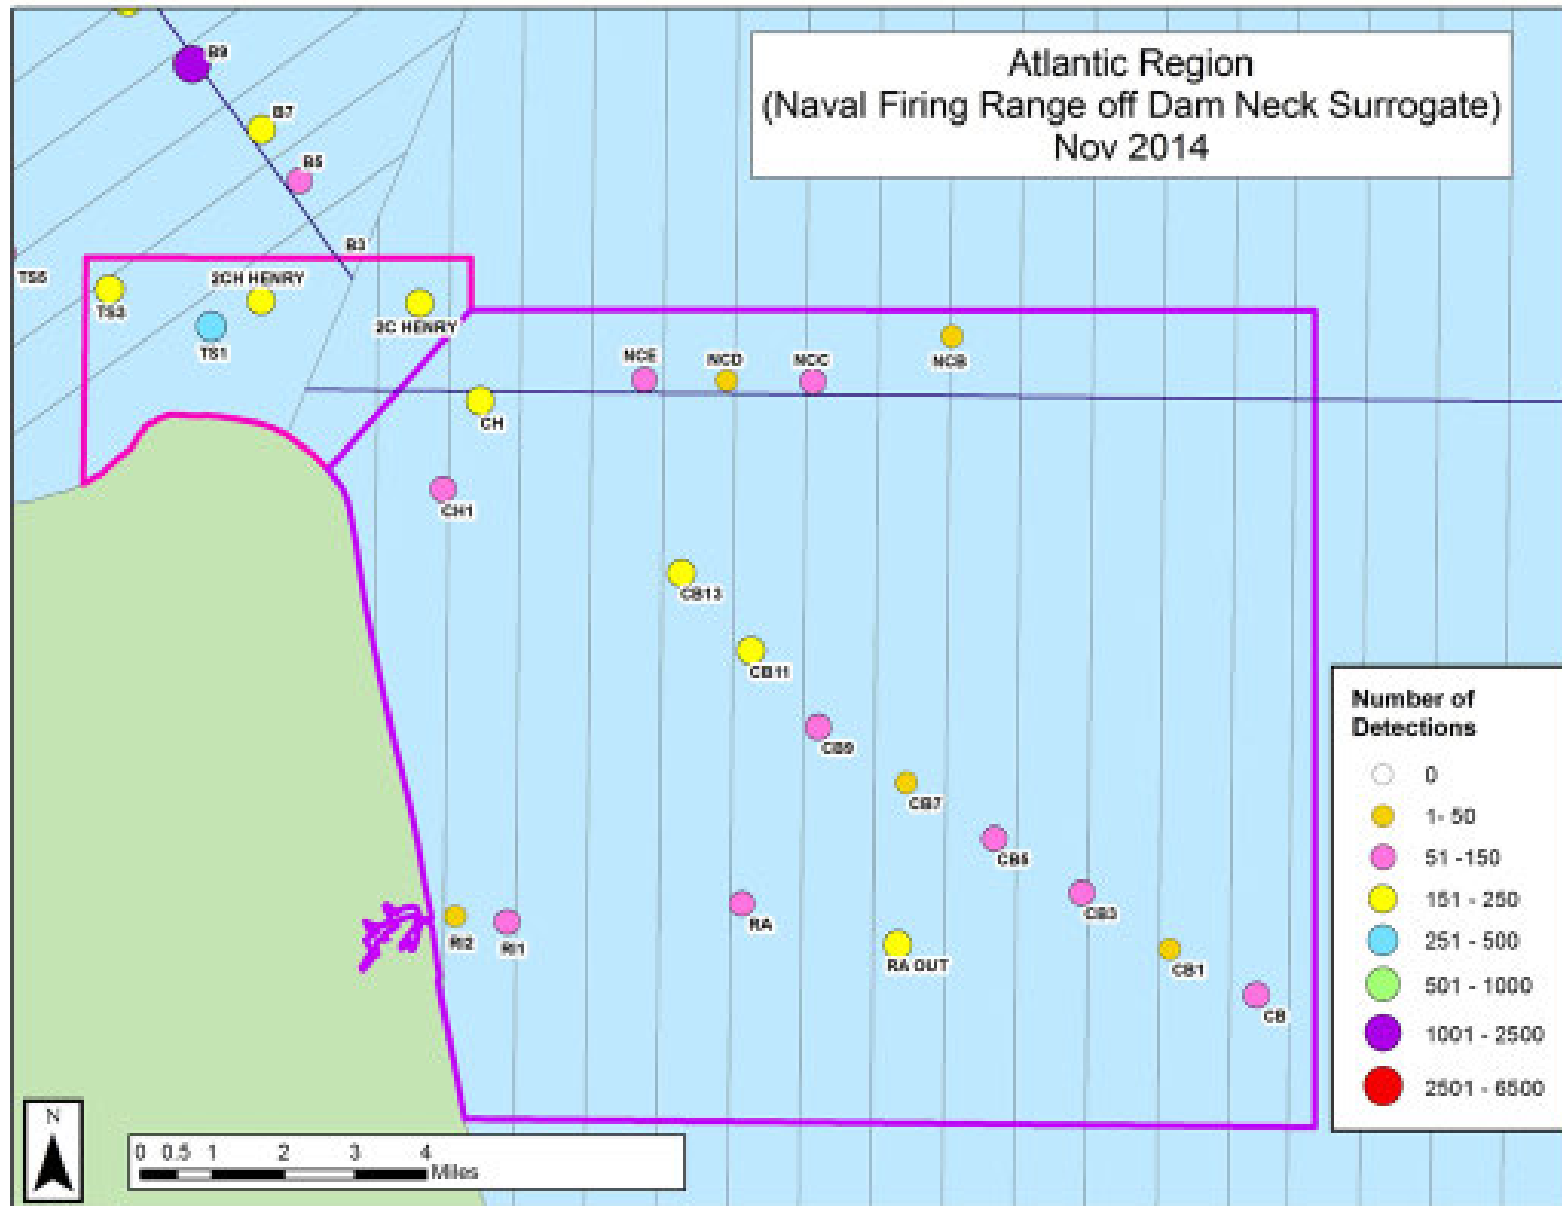 Atlantic Region
(Naval Firing Range off Dam Neck Surrogate)
Nov 2014
B9
B7
B5
B3
TS5
TS3
2CH HENRY
TS1
2C HENRY
NCE
NCD
NCC
NCB
CH
CH1
CB13
CB11
CB9
CB7
CB5
CB3
CB1
CB
RI2
RI1
RA
RA OUT
Number of
Detections
0
1- 50
51 -150
151 - 250
251 - 500
501 - 1000
1001 - 2500
2501 - 6500
N
0 0.5 1 2 3 4
Miles